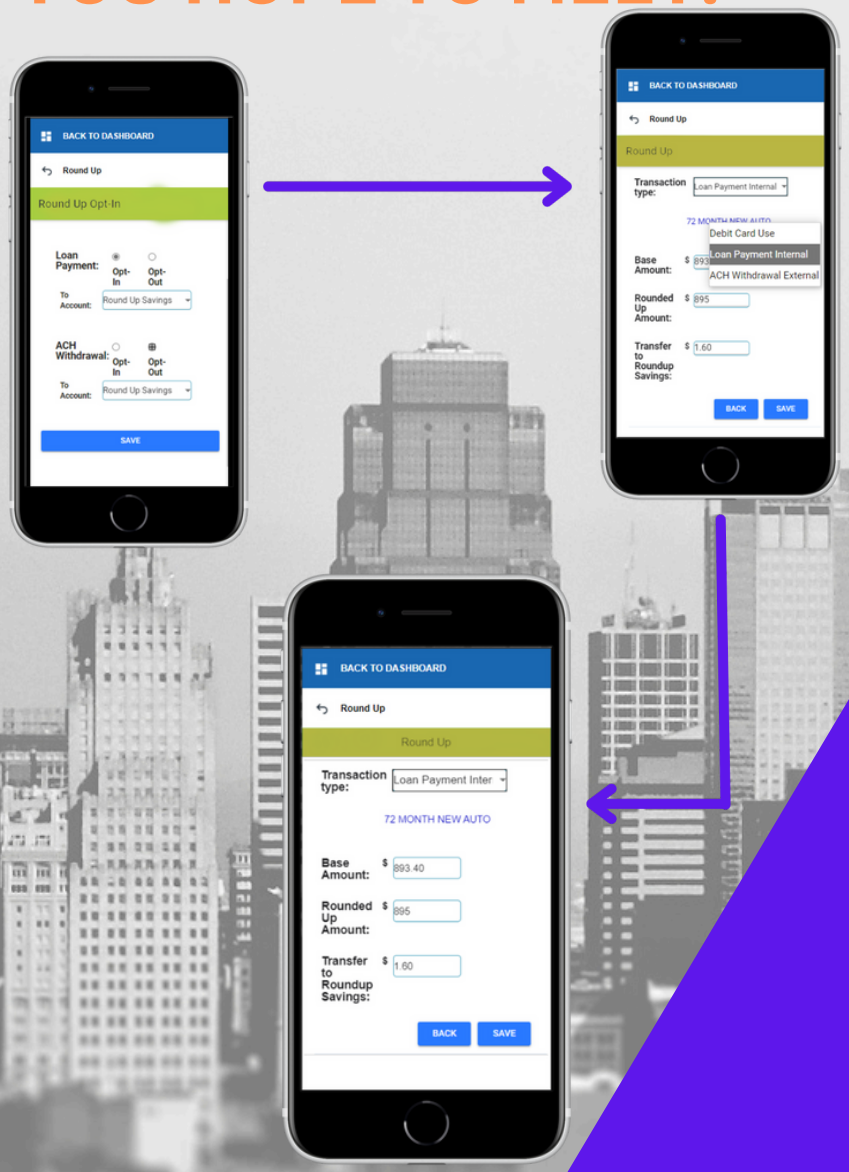 BACK TO DASHBOARD
Round Up
Round Up Opt-In
Loan
Payment:
Opt-
In
Opt-
Out
To
Account:
Round Up Savings
ACH
Withdrawal:
Opt-
In
Opt-
Out
To
Account:
Round Up Savings
SAVE
BACK TO DASHBOARD
Round Up
Round Up
Transaction
type:
Loan Payment Internal
72 MONTH NEW AUTO
Debit Card Use
Loan Payment Internal
ACH Withdrawal External
Base
Amount:
$ 893
Rounded
Up
Amount:
$ 895
Transfer
to
Roundup
Savings:
$ 1.60
BACK
SAVE
BACK TO DASHBOARD
Round Up
Round Up
Transaction
type:
Loan Payment Inter
72 MONTH NEW AUTO
Base
Amount:
$ 893.40
Rounded
Up
Amount:
$ 895
Transfer
to
Roundup
Savings:
$ 1.60
BACK
SAVE